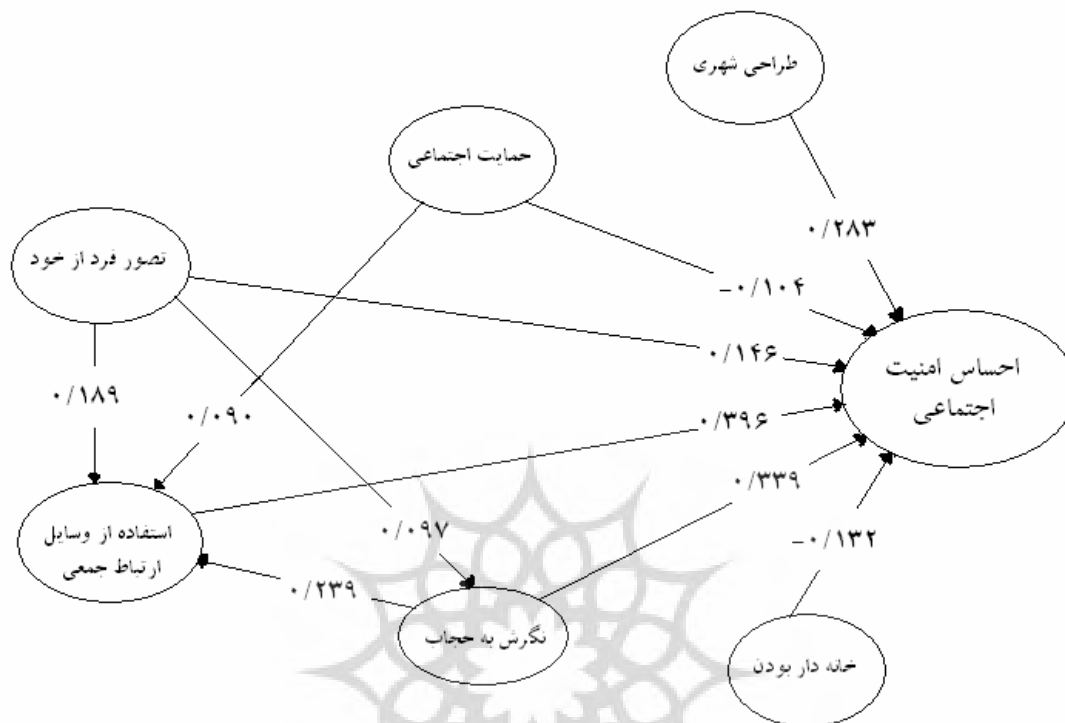 طراحی شهری
حمایت اجتماعی
۰/۲۸۳
تصور فرد از خود
-۰/۱۰۴
۰/۱۴۶
احساس امنیت
اجتماعی
۰/۱۸۹
۰/۰۹۰
۰/۳۹۶
۰/۳۳۹
استفاده از وسایل
ارتباط جمعی
۰/۰۹۷
-۰/۱۳۲
۰/۲۳۹
نگرش به حجاب
خانه دار بودن